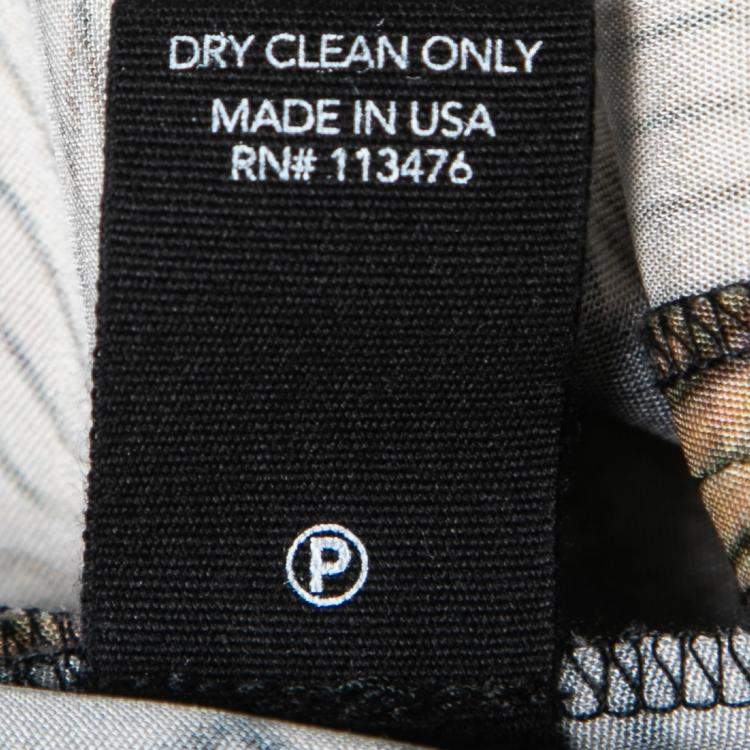 DRY CLEAN ONLY
MADE IN USA
RN# 113476
P